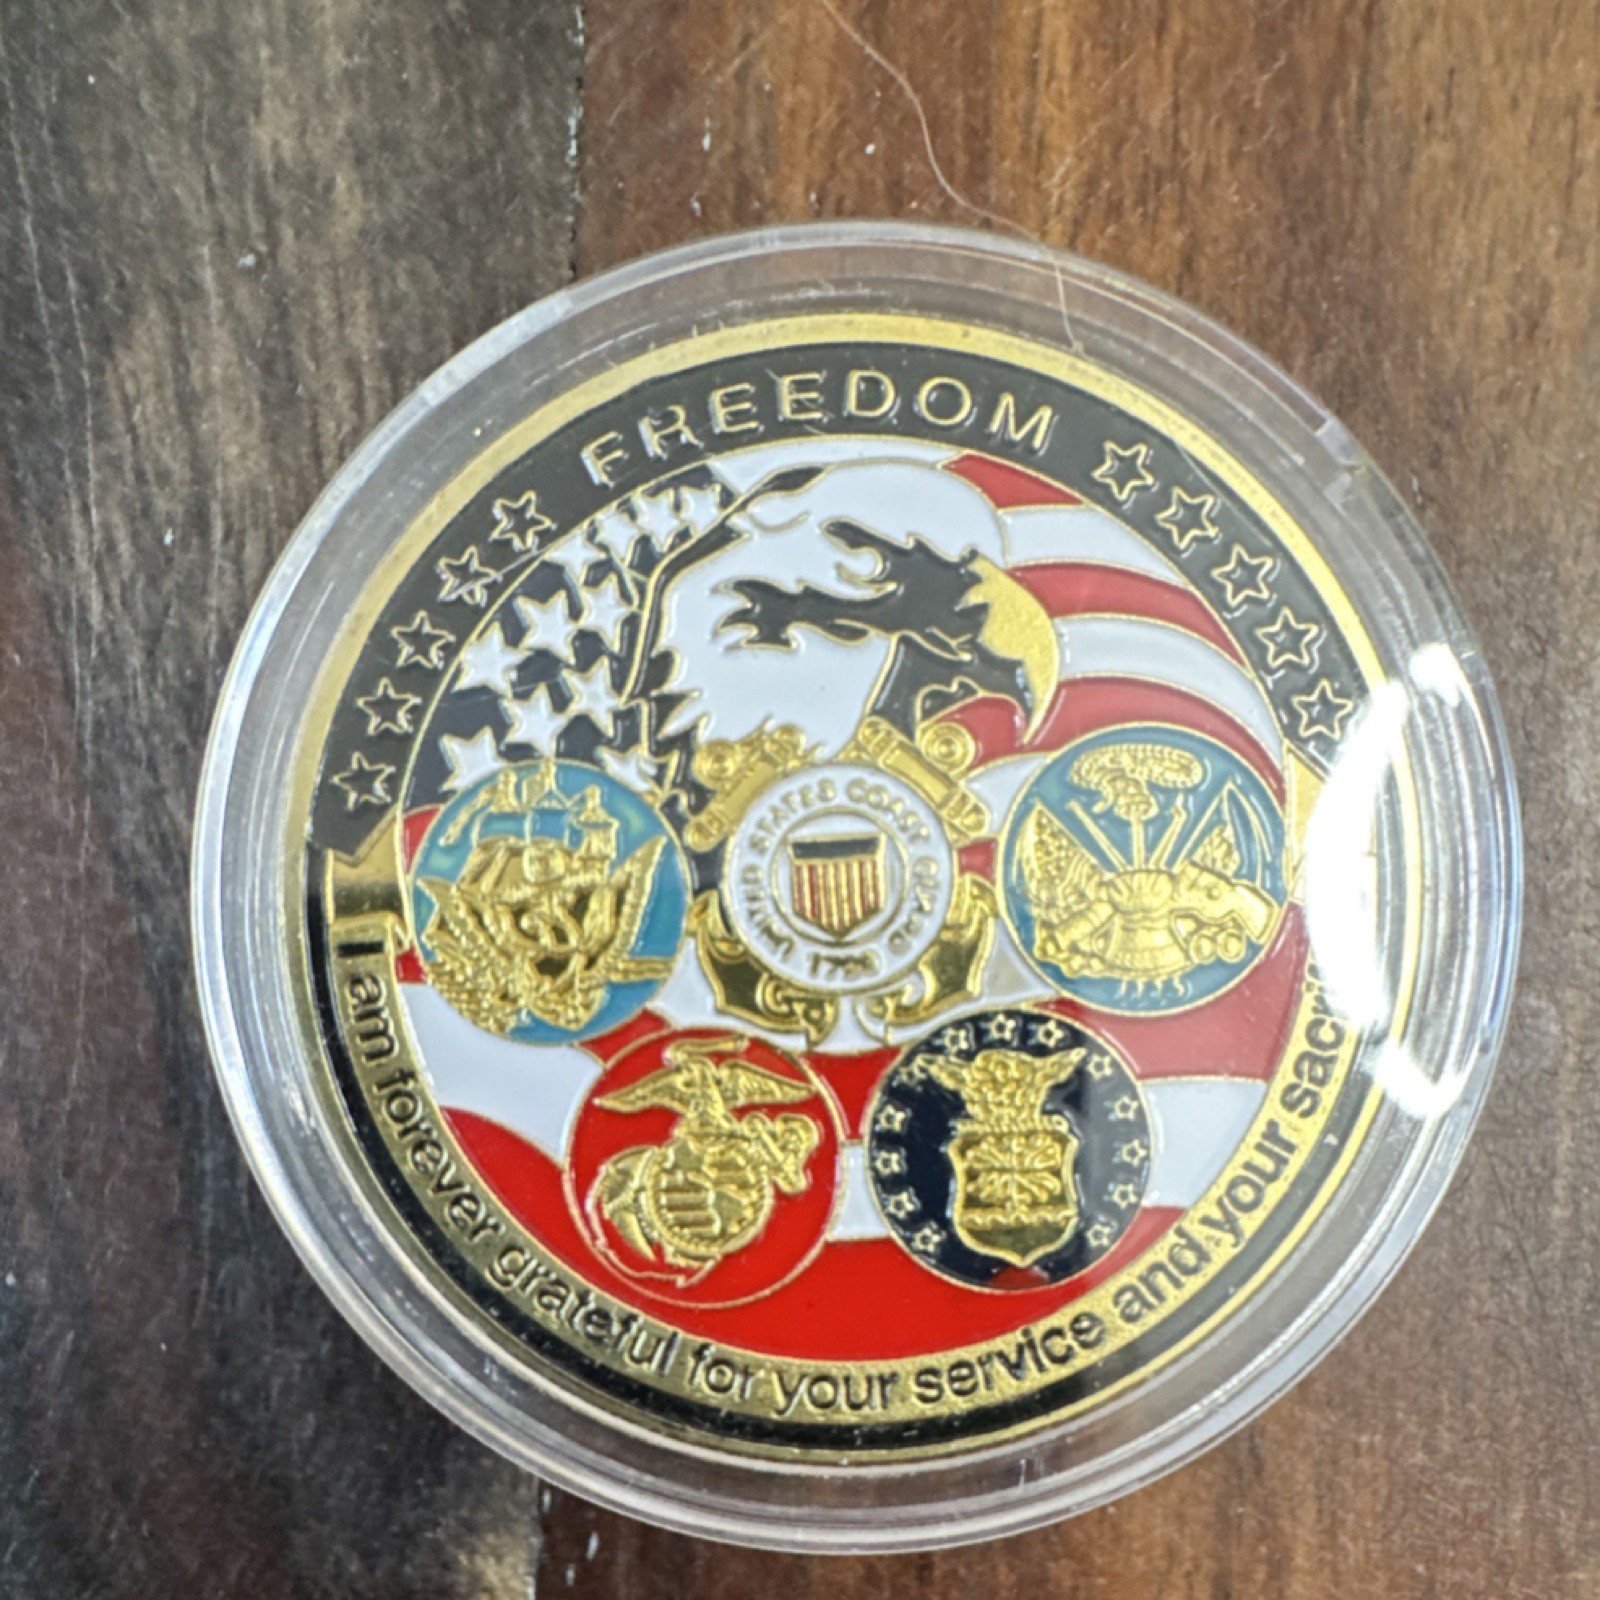 FREEDOM
UNITED STATES COAST GUARD
1790
I am forever grateful for your service and your